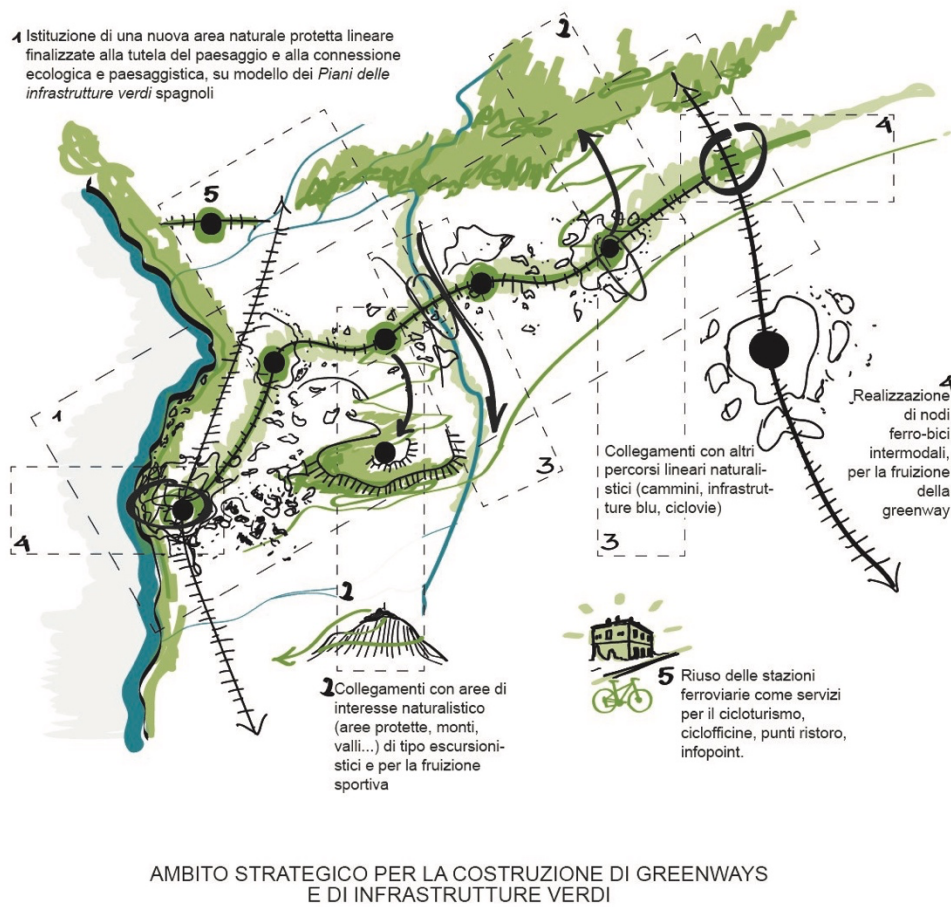 1 Istituzione di una nuova area naturale protetta lineare
finalizzate alla tutela del paesaggio e alla connessione
ecologica e paesaggistica, su modello dei Piani delle
infrastrutture verdi spagnoli
2
4
5
1
3
4
4
Realizzazione
di nodi
ferro-bici
intermodali,
per la fruizione
della
greenway
Collegamenti con altri
percorsi lineari naturali-
stici (cammini, infrastrut-
ture blu, ciclovie)
3
2
2 Collegamenti con aree di
interesse naturalistico
(aree protette, monti,
valli...) di tipo escursioni-
stici e per la fruizione
sportiva
5 Riuso delle stazioni
ferroviarie come servizi
per il cicloturismo,
ciclofficine, punti ristoro,
infopoint.
AMBITO STRATEGICO PER LA COSTRUZIONE DI GREENWAYS
E DI INFRASTRUTTURE VERDI